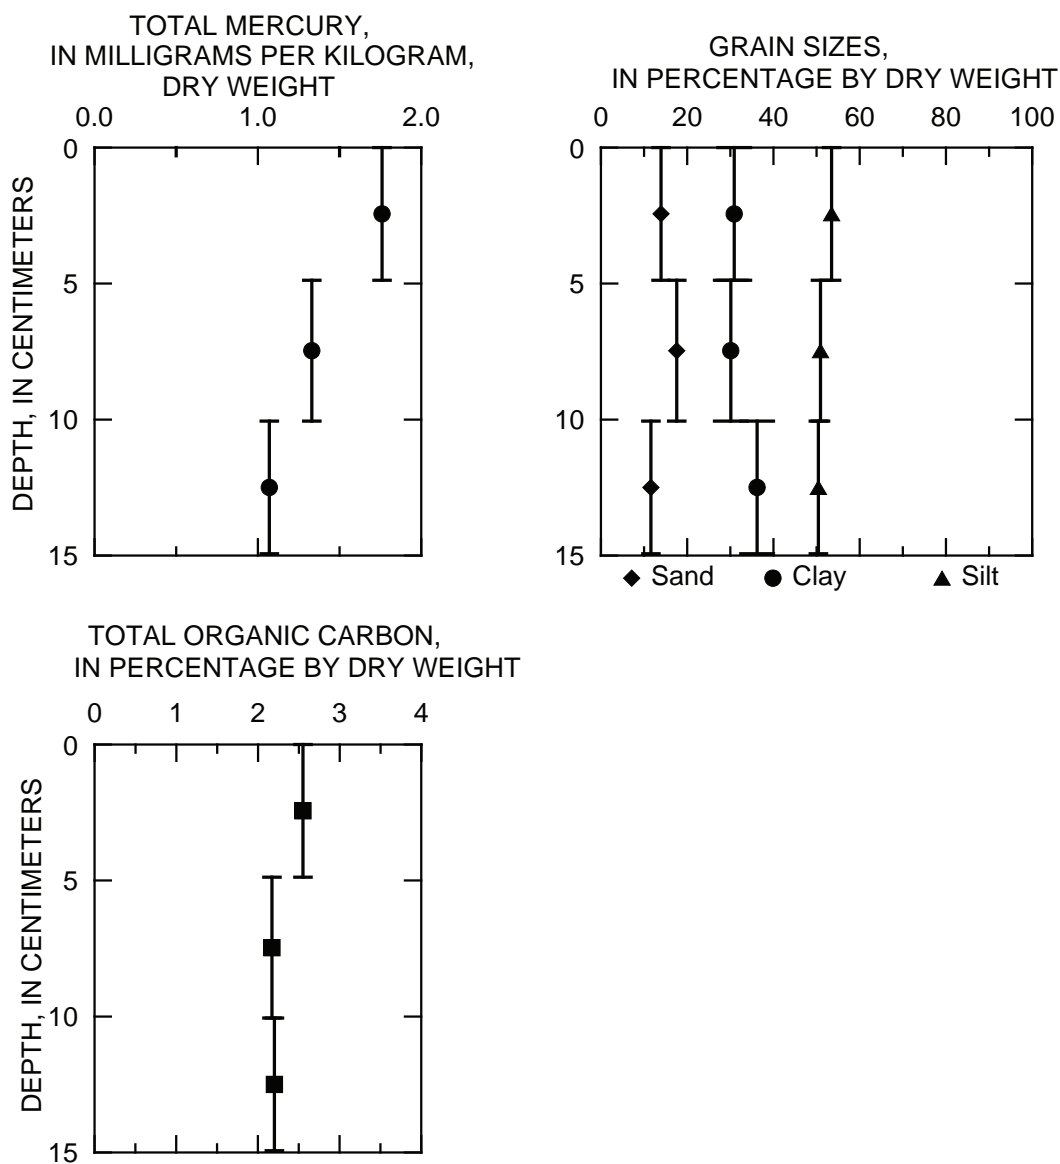 TOTAL MERCURY,
IN MILLIGRAMS PER KILOGRAM,
DRY WEIGHT
0.0 1.0 2.0
0
5
10
15
DEPTH, IN CENTIMETERS
GRAIN SIZES,
IN PERCENTAGE BY DRY WEIGHT
0 20 40 60 80 100
0
5
10
15
Sand Clay Silt
TOTAL ORGANIC CARBON,
IN PERCENTAGE BY DRY WEIGHT
0 1 2 3 4
0
5
10
15
DEPTH, IN CENTIMETERS